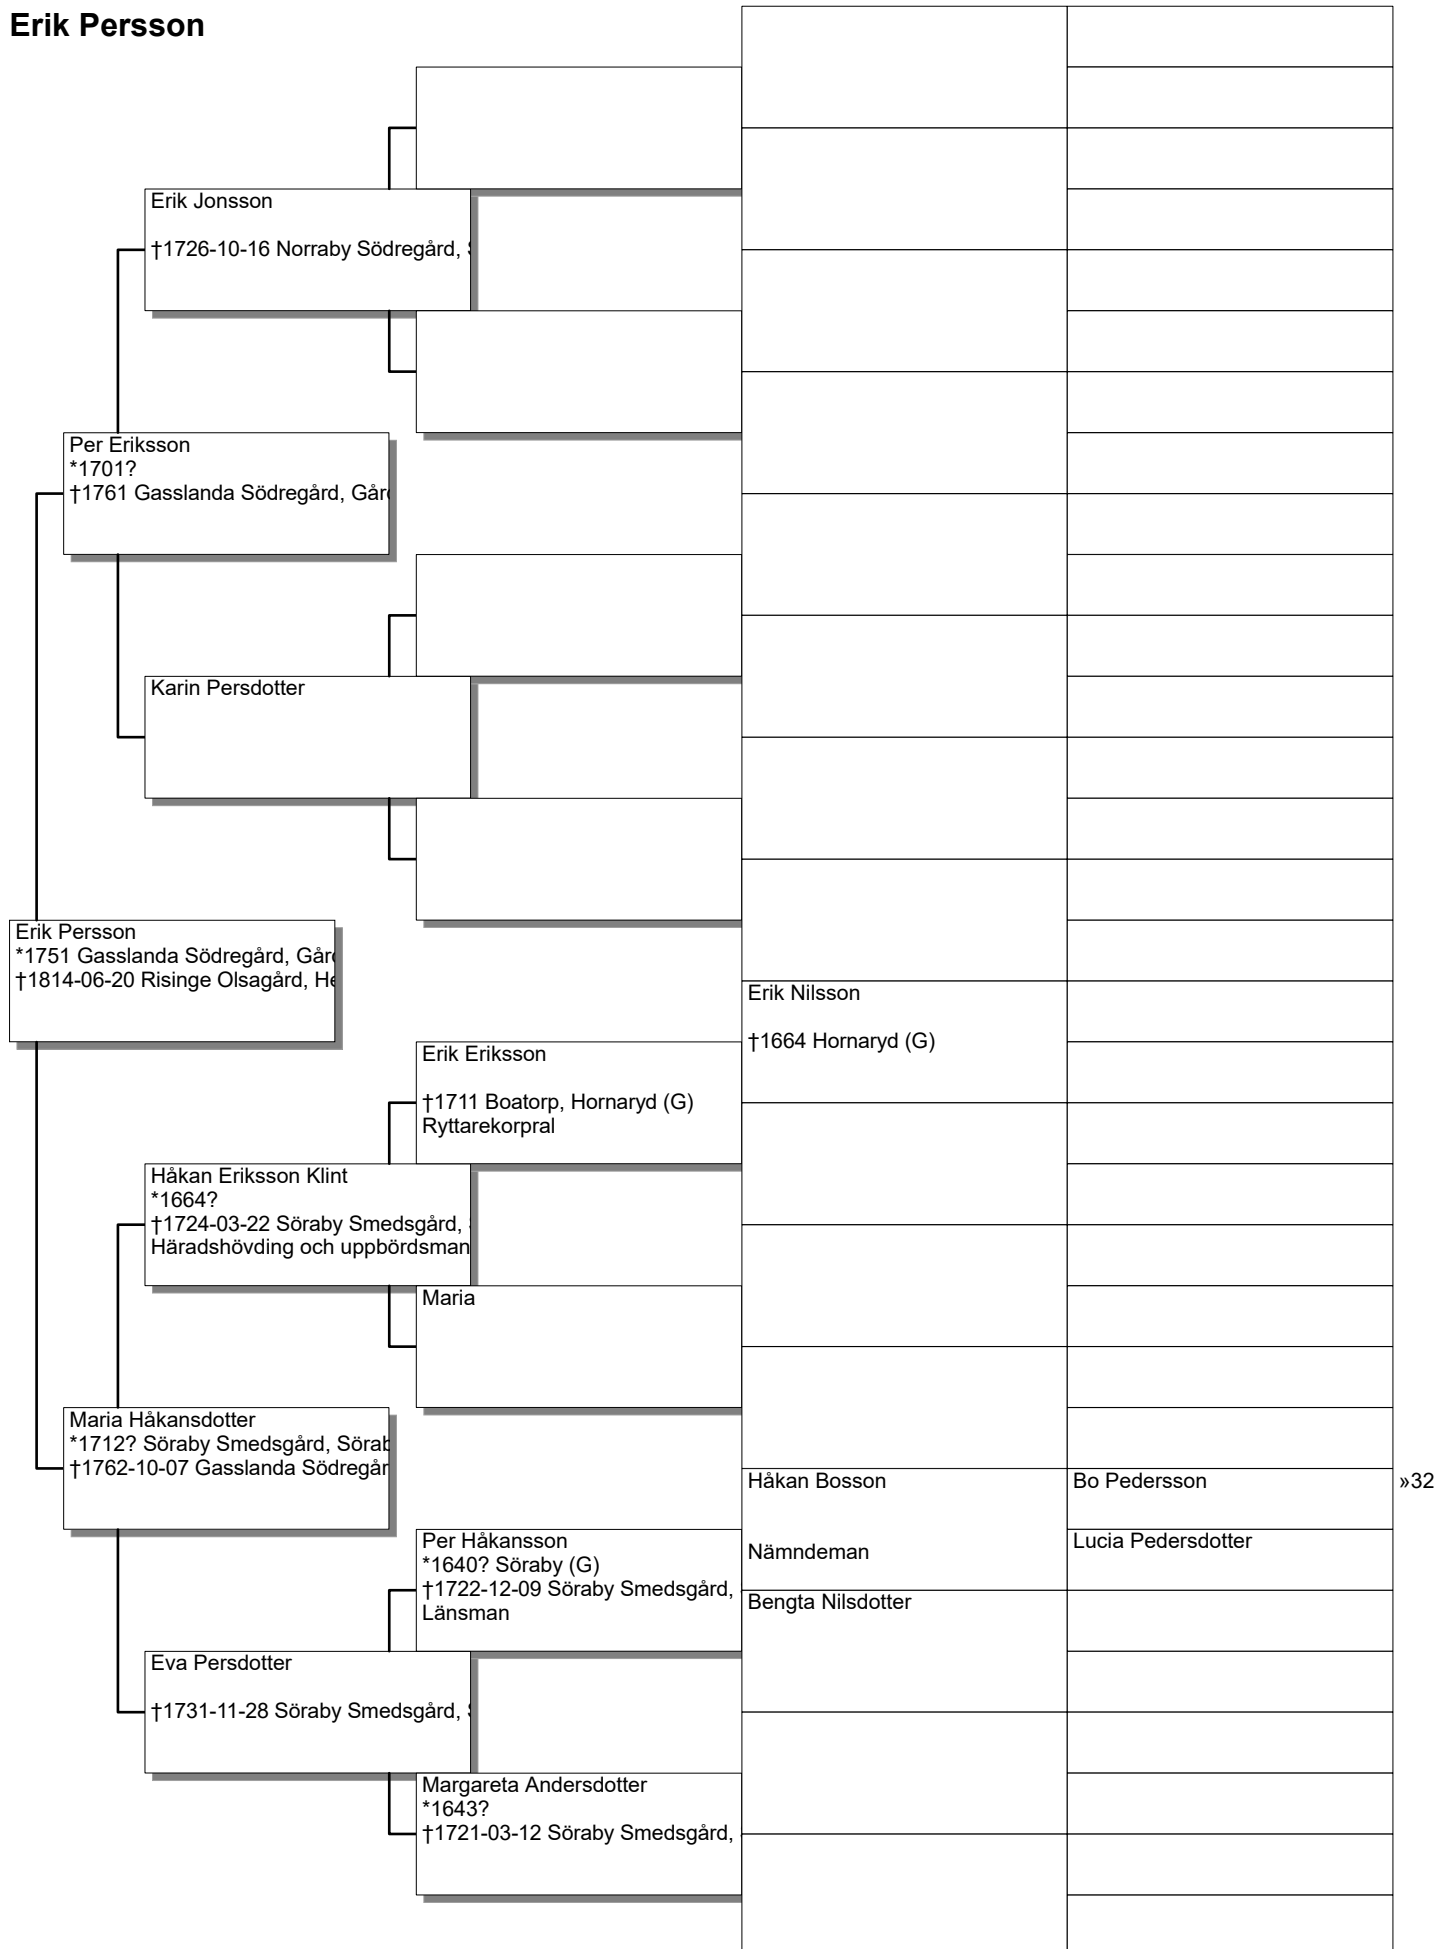 Erik Persson
Erik Jonsson
†1726-10-16 Norraby Södregård,
Per Eriksson
*1701?
†1761 Gasslanda Södregård,
Karin Persdotter
Erik Persson
*1751 Gasslanda Södregård,
†1814-06-20 Risinge Olsagård,
Erik Nilsson
†1664 Hornaryd (G)
Erik Eriksson
†1711 Boatorp, Hornaryd (G)
Ryttarekorpral
Håkan Eriksson Klint
*1664?
†1724-03-22 Söraby Smedsgård,
Häradshövding och uppbördsman
Maria
Maria Håkansdotter
*1712? Söraby Smedsgård,
†1762-10-07 Gasslanda
Håkan Bosson
Nämndeman
Bo Pedersson
»32
Lucia Pedersdotter
Per Håkansson
*1640? Söraby (G)
†1722-12-09 Söraby Smedsgård,
Länsman
Bengta Nilsdotter
Eva Persdotter
†1731-11-28 Söraby Smedsgård,
Margareta Andersdotter
*1643?
†1721-03-12 Söraby Smedsgård,